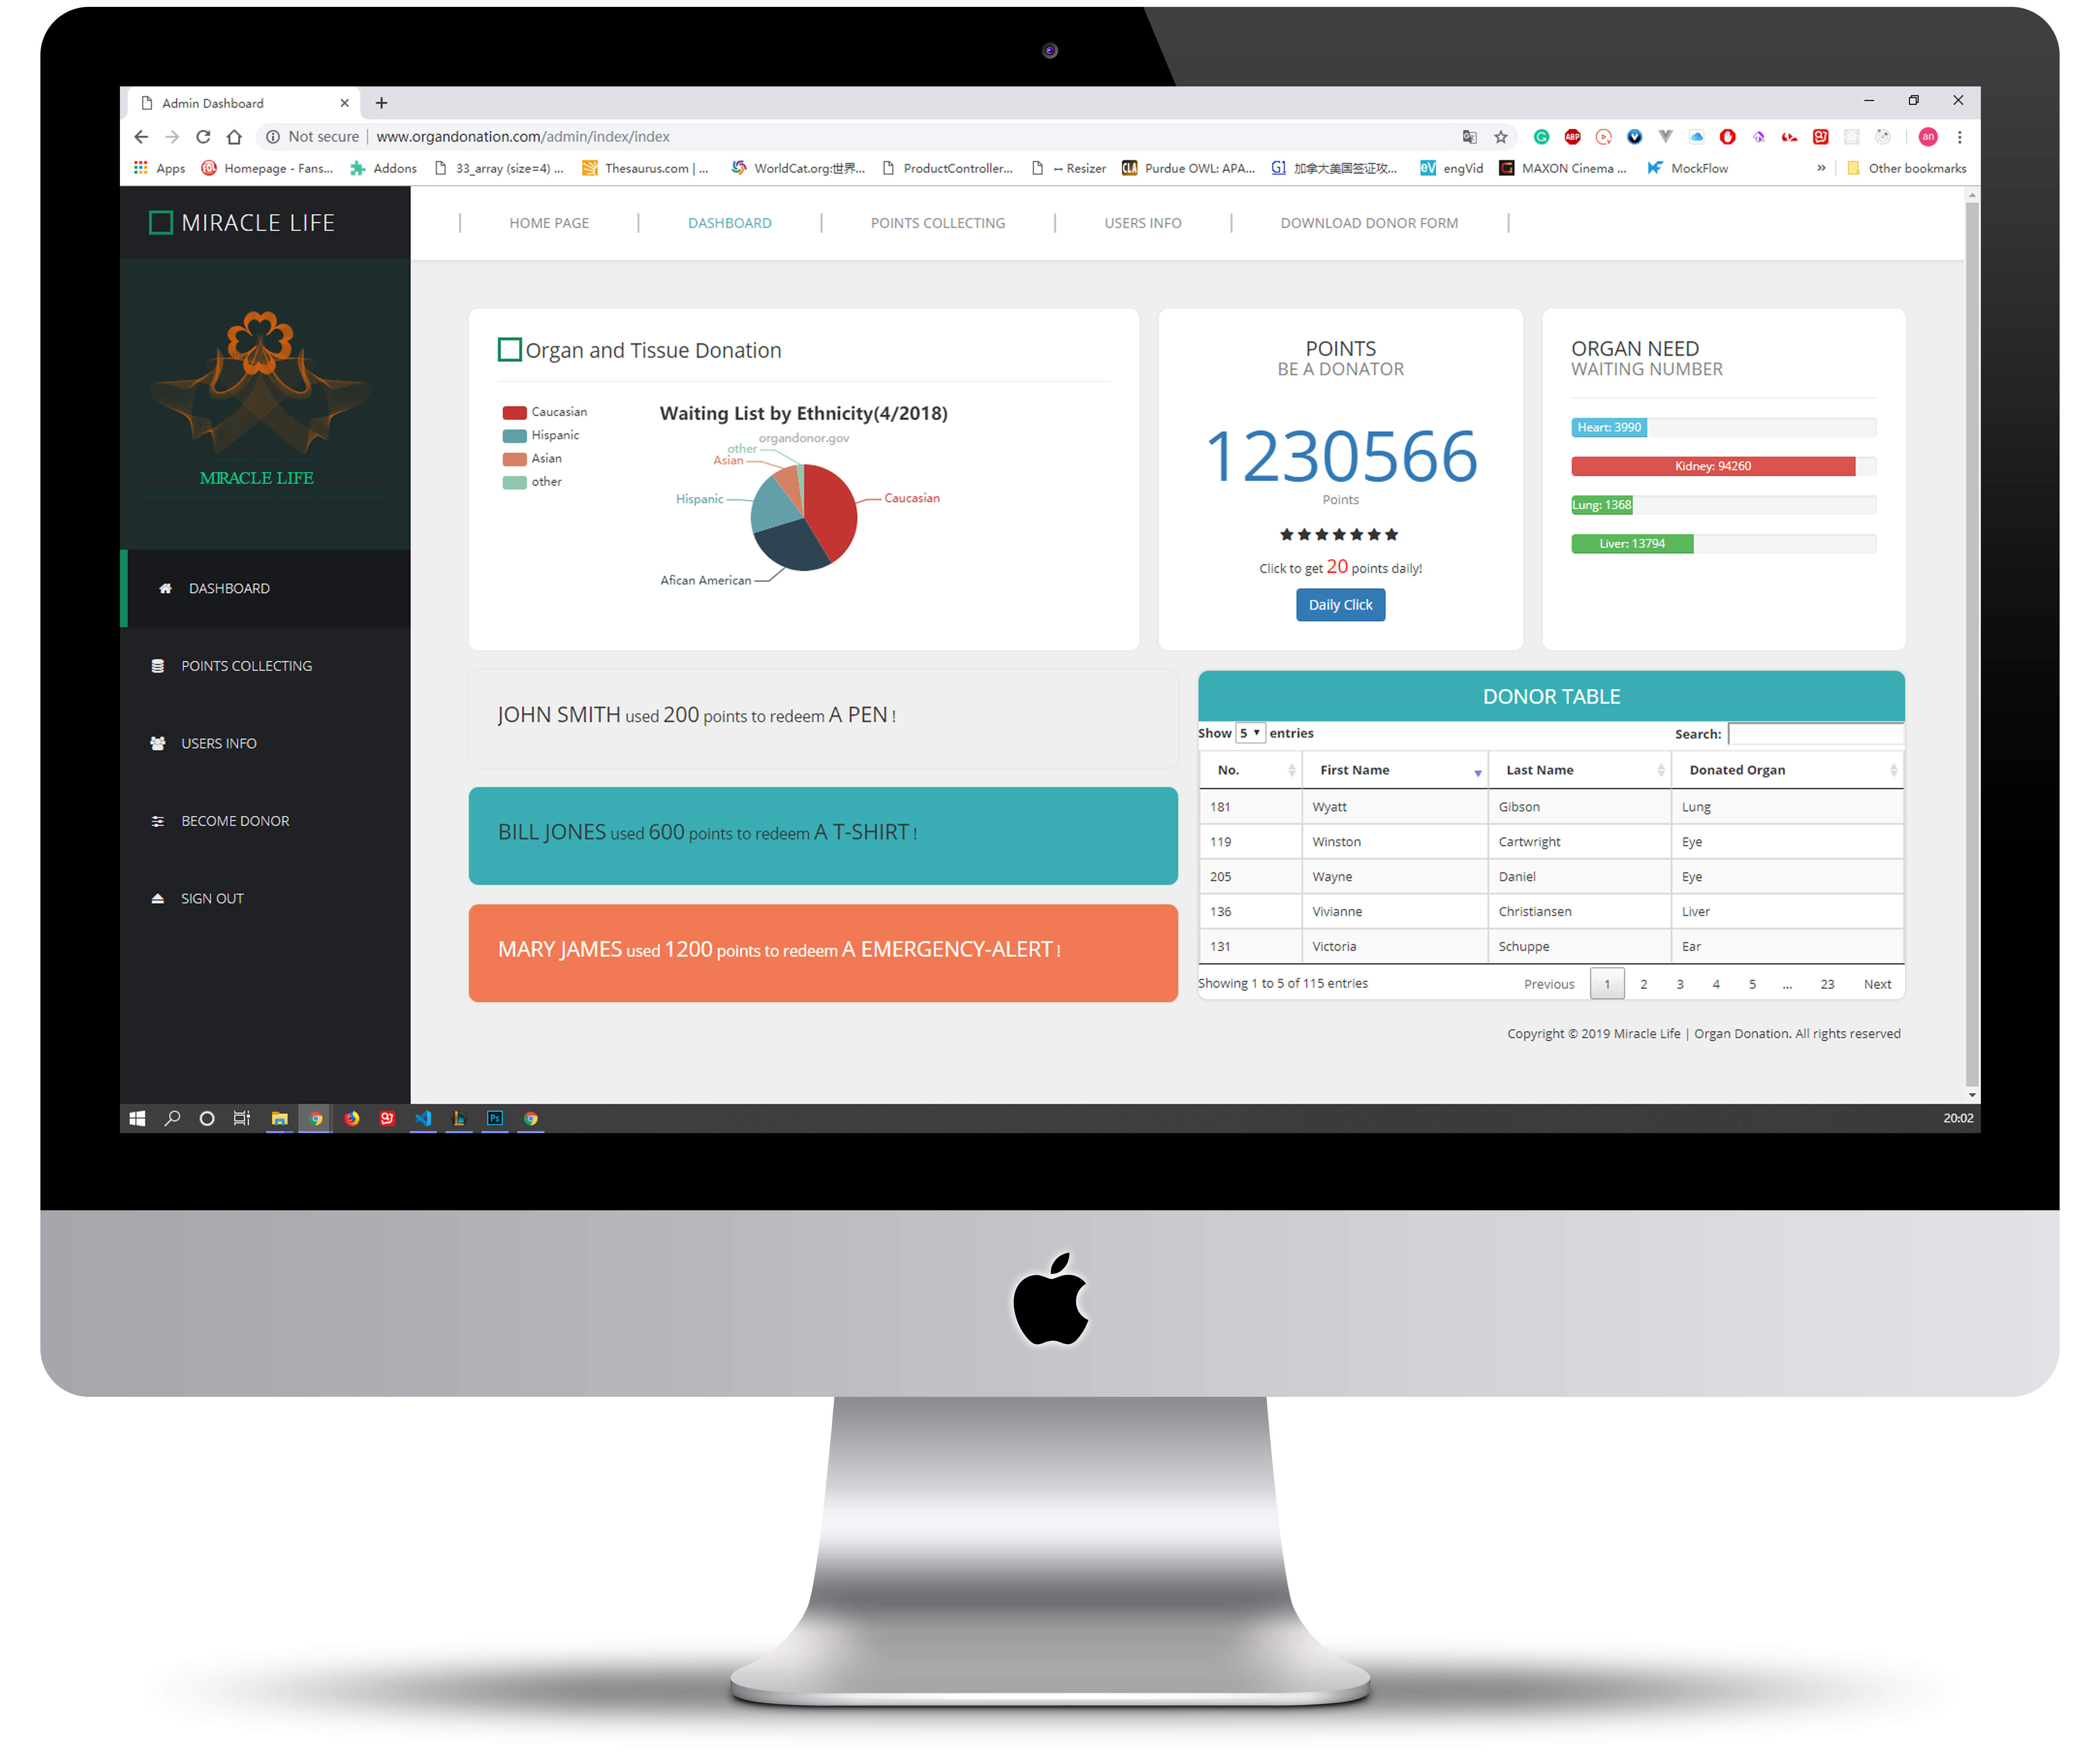 Admin Dashboard
Not secure | www.organdonation.com/admin/index/index
ABP
an
Apps
Homepage - Fans...
Addons
33_array (size=4) ...
Thesaurus.com | ...
WorldCat.org:世界...
ProductController...
↔ Resizer
CLA Purdue OWL: APA...
G1 加拿大美国签证攻...
eV engVid
MAXON Cinema ...
MockFlow
»
Other bookmarks
MIRACLE LIFE
HOME PAGE
DASHBOARD
POINTS COLLECTING
USERS INFO
DOWNLOAD DONOR FORM
MIRACLE LIFE
DASHBOARD
POINTS COLLECTING
USERS INFO
BECOME DONOR
SIGN OUT
Organ and Tissue Donation
Caucasian
Hispanic
Asian
other
Waiting List by Ethnicity(4/2018)
organdonor.gov
other
Asian
Hispanic
Caucasian
Afican American
POINTS
BE A DONATOR
1230566
Points
Click to get 20 points daily!
Daily Click
ORGAN NEED
WAITING NUMBER
Heart: 3990
Kidney: 94260
Lung: 1368
Liver: 13794
JOHN SMITH used 200 points to redeem A PEN !
BILL JONES used 600 points to redeem A T-SHIRT !
MARY JAMES used 1200 points to redeem A EMERGENCY-ALERT !
DONOR TABLE
Show 5 entries
Search:
No. First Name Last Name Donated Organ
181 Wyatt Gibson Lung
119 Winston Cartwright Eye
205 Wayne Daniel Eye
136 Vivianne Christiansen Liver
131 Victoria Schuppe Ear
Showing 1 to 5 of 115 entries
Previous 1 2 3 4 5 ... 23 Next
Copyright © 2019 Miracle Life | Organ Donation. All rights reserved
Ps
20:02